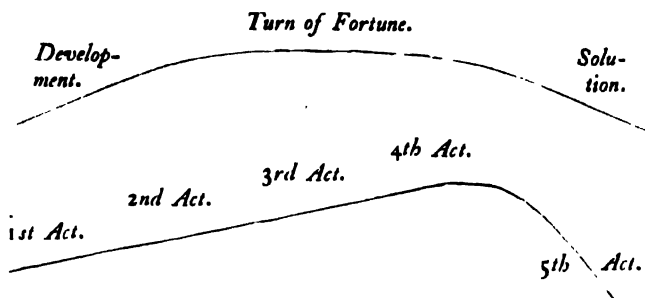 Turn of Fortune.
Develop-
ment.
Solu-
tion.
4th Act.
3rd Act.
2nd Act.
1st Act.
5th Act.